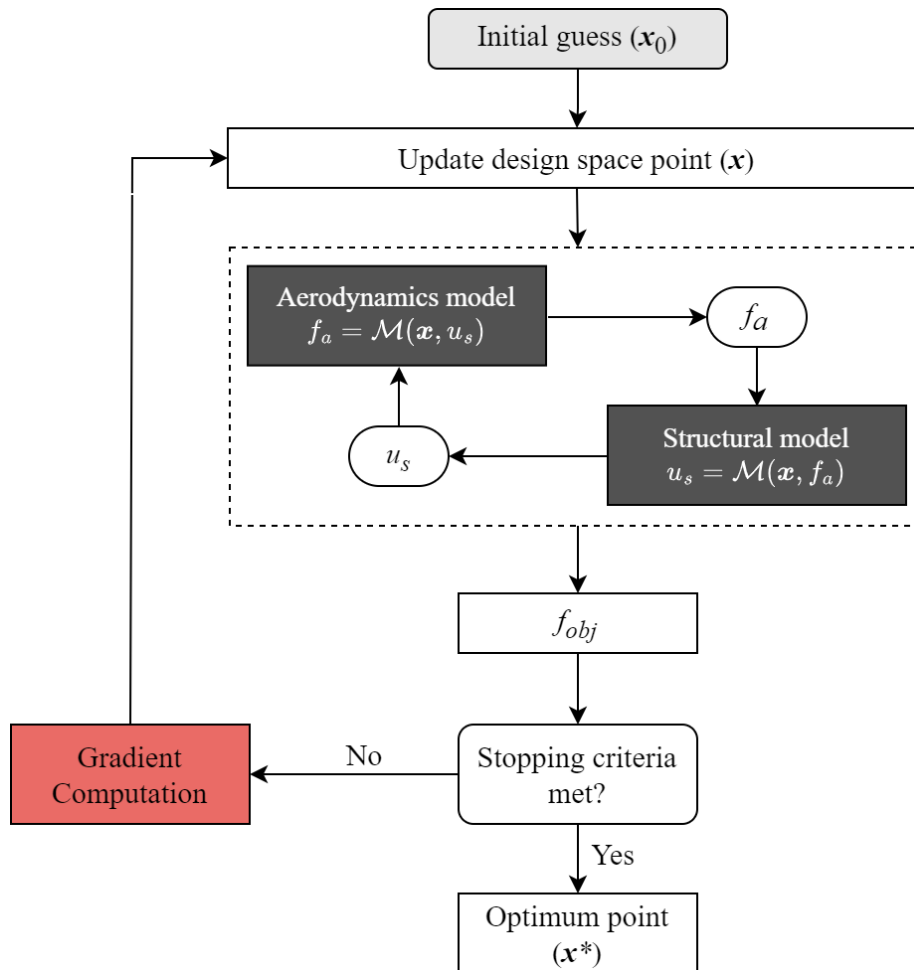 Initial guess (x₀)
Update design space point (x)
Aerodynamics model
fₐ = ℳ(x, uₛ)
fₐ
uₛ
Structural model
uₛ = ℳ(x, fₐ)
f_obj
Stopping criteria
met?
No
Gradient
Computation
Yes
Optimum point
(x*)